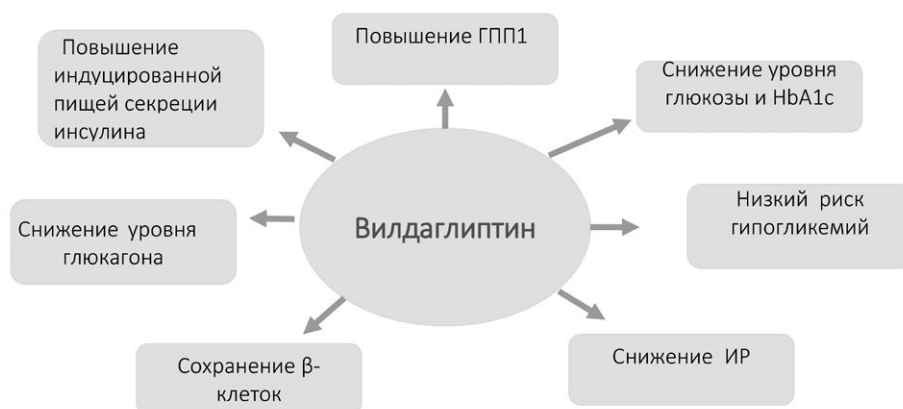 Повышение ГПП1
Повышение
индуцированной
пищей секреции
инсулина
Снижение уровня
глюкозы и HbA1c
Вилдаглиптин
Снижение уровня
глюкагона
Низкий риск
гипогликемий
Сохранение β-
клеток
Снижение ИР